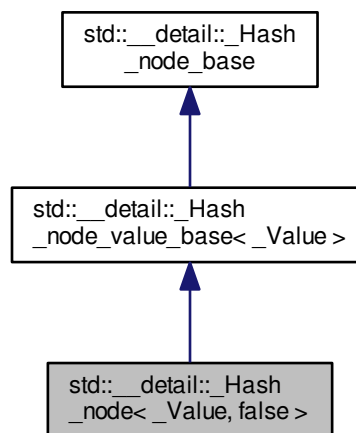 std::__detail::_Hash
_node_base
std::__detail::_Hash
_node_value_base< _Value >
std::__detail::_Hash
_node< _Value, false >